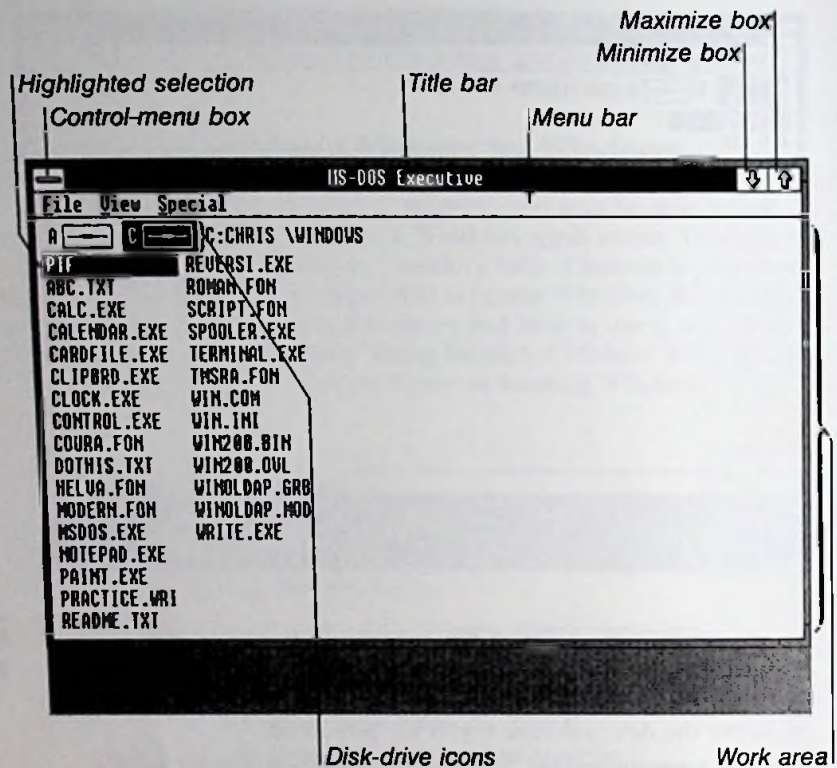 Maximize box
Minimize box
Highlighted selection
Title bar
Control-menu box
Menu bar
MS-DOS Executive
File View Special
A C C:CHRIS \WINDOWS
PIF REVERSI.EXE
ABC.TXT ROMAN.FON
CALC.EXE SCRIPT.FON
CALENDAR.EXE SPOOLER.EXE
CARDFILE.EXE TERMINAL.EXE
CLIPBRD.EXE TMSRA.FON
CLOCK.EXE WIN.COM
CONTROL.EXE WIN.INI
COURA.FON WIN200.BIN
DOTHIS.TXT WIN200.OVL
HELVA.FON WINOLDAP.GRB
MODERN.FON WINOLDAP.MOD
MSDOS.EXE WRITE.EXE
NOTEPAD.EXE
PAINT.EXE
PRACTICE.WRI
README.TXT
Disk-drive icons
Work area